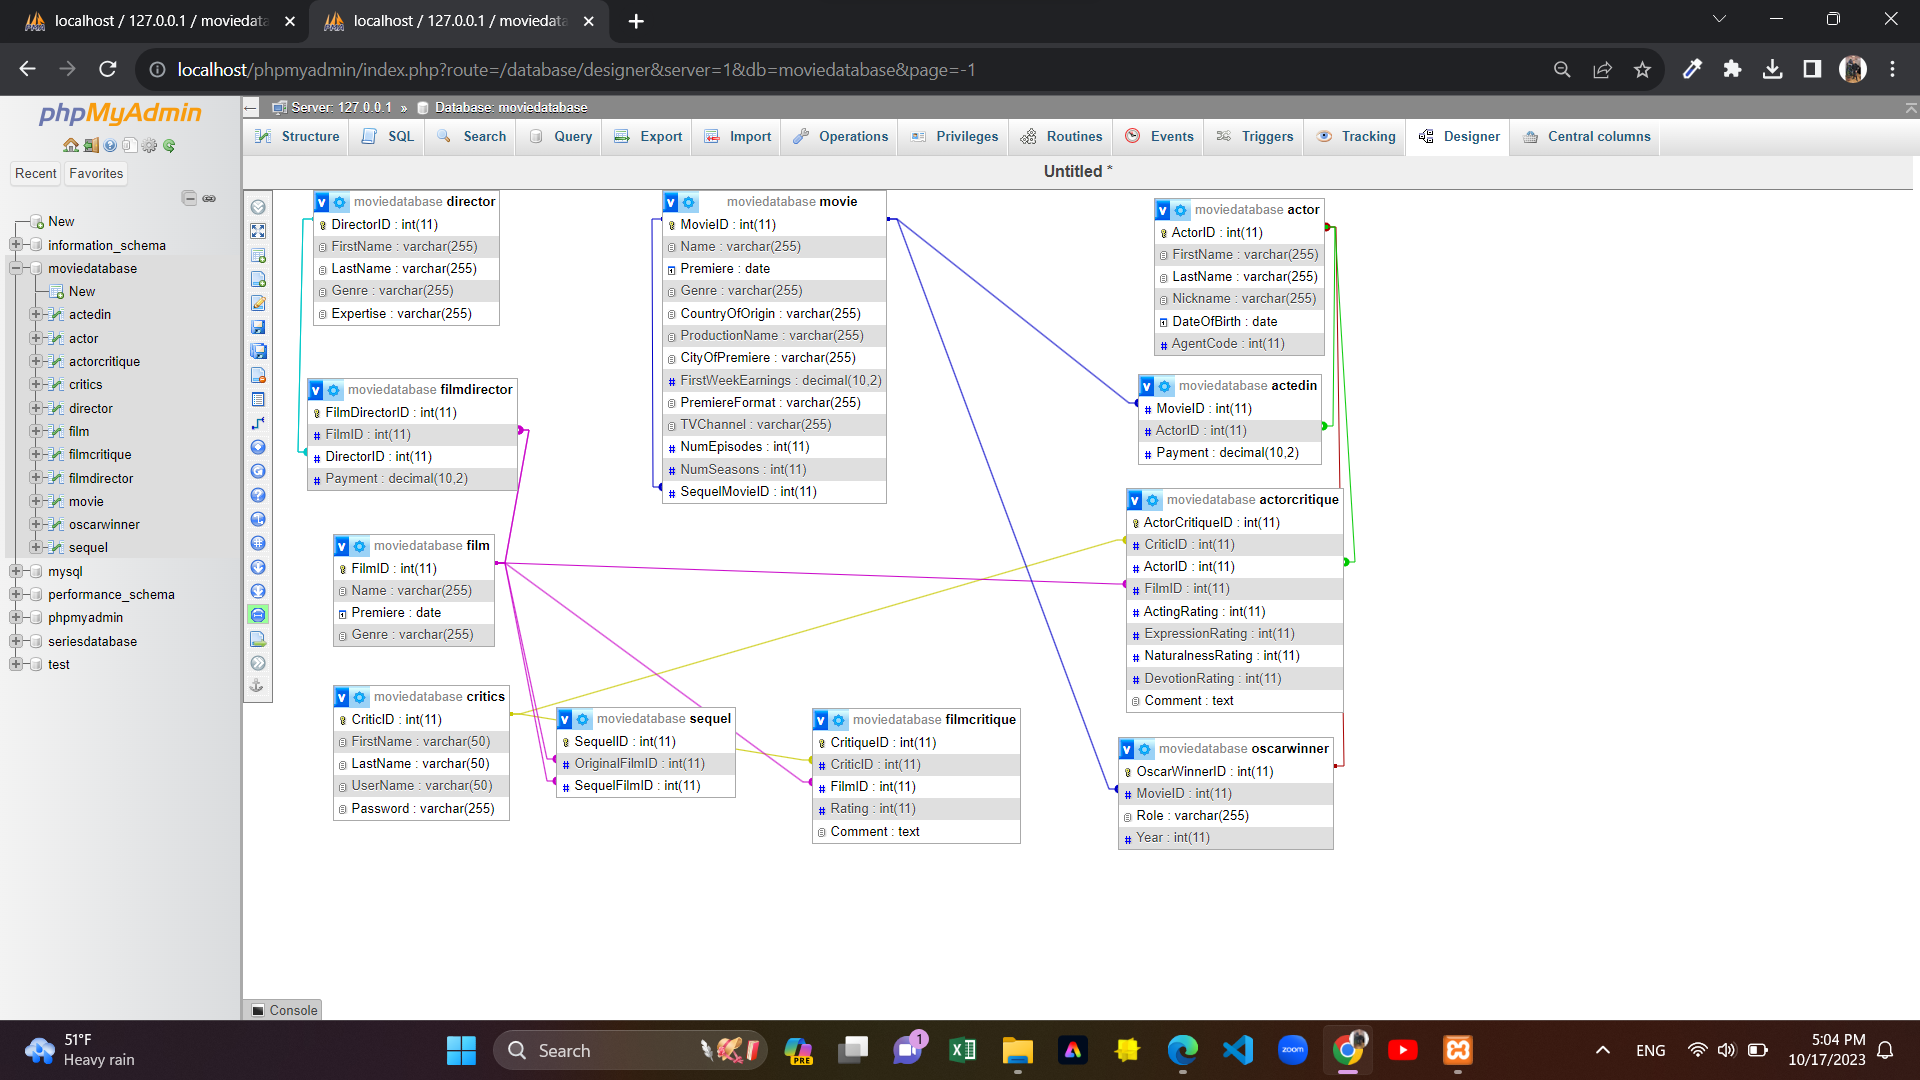 localhost / 127.0.0.1 / moviedata
localhost / 127.0.0.1 / moviedata
localhost/phpmyadmin/index.php?route=/database/designer&server=1&db=moviedatabase&page=-1
phpMyAdmin
Recent
Favorites
New
information_schema
moviedatabase
New
actedin
actor
actorcritique
critics
director
film
filmcritique
filmdirector
movie
oscarwinner
sequel
mysql
performance_schema
phpmyadmin
seriesdatabase
test
Server: 127.0.0.1 » Database: moviedatabase
Structure SQL Search Query Export Import Operations Privileges Routines Events Triggers Tracking Designer Central columns
Untitled *
v moviedatabase director
DirectorID : int(11)
FirstName : varchar(255)
LastName : varchar(255)
Genre : varchar(255)
Expertise : varchar(255)
v moviedatabase filmdirector
FilmDirectorID : int(11)
# FilmID : int(11)
# DirectorID : int(11)
# Payment : decimal(10,2)
v moviedatabase film
FilmID : int(11)
Name : varchar(255)
Premiere : date
Genre : varchar(255)
v moviedatabase critics
CriticID : int(11)
FirstName : varchar(50)
LastName : varchar(50)
UserName : varchar(50)
Password : varchar(255)
v moviedatabase sequel
SequelID : int(11)
# OriginalFilmID : int(11)
# SequelFilmID : int(11)
v moviedatabase movie
MovieID : int(11)
Name : varchar(255)
Premiere : date
Genre : varchar(255)
CountryOfOrigin : varchar(255)
ProductionName : varchar(255)
CityOfPremiere : varchar(255)
# FirstWeekEarnings : decimal(10,2)
PremiereFormat : varchar(255)
TVChannel : varchar(255)
# NumEpisodes : int(11)
# NumSeasons : int(11)
# SequelMovieID : int(11)
v moviedatabase filmcritique
CritiqueID : int(11)
# CriticID : int(11)
# FilmID : int(11)
# Rating : int(11)
Comment : text
v moviedatabase actor
ActorID : int(11)
FirstName : varchar(255)
LastName : varchar(255)
Nickname : varchar(255)
DateOfBirth : date
# AgentCode : int(11)
v moviedatabase actedin
# MovieID : int(11)
# ActorID : int(11)
# Payment : decimal(10,2)
v moviedatabase actorcritique
ActorCritiqueID : int(11)
# CriticID : int(11)
# ActorID : int(11)
# FilmID : int(11)
# ActingRating : int(11)
# ExpressionRating : int(11)
# NaturalnessRating : int(11)
# DevotionRating : int(11)
Comment : text
v moviedatabase oscarwinner
OscarWinnerID : int(11)
# MovieID : int(11)
Role : varchar(255)
# Year : int(11)
Console
51°F
Heavy rain
Search
PRE
1
zoom
ENG
5:04 PM
10/17/2023